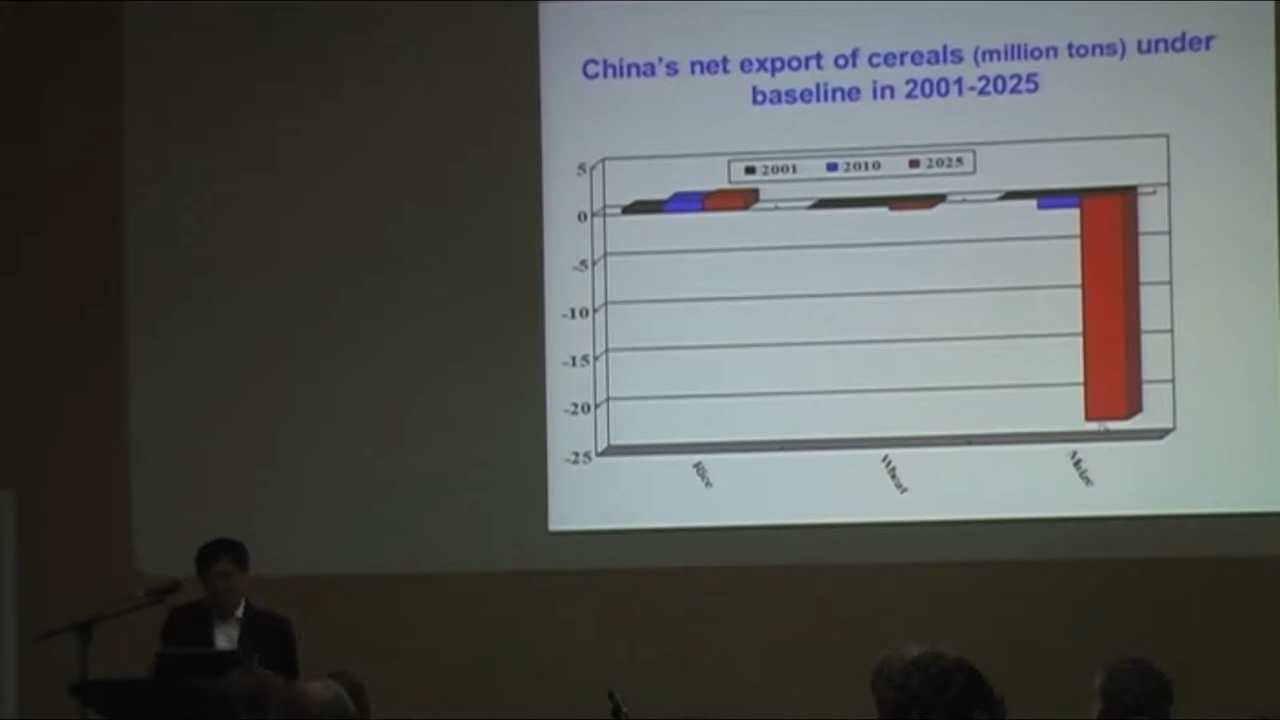 China's net export of cereals (million tons) under
baseline in 2001-2025
2001 2010 2025
5
0
-5
-10
-15
-20
-25
Rice
Wheat
Maize